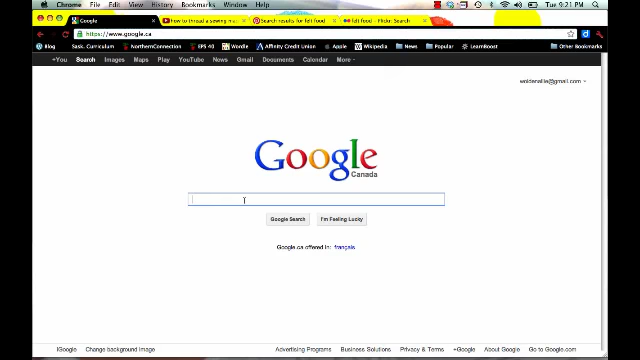 Chrome File Edit View History Bookmarks Window Help Tue 9:21 PM
Google How to thread a sewing ma Search results for felt food felt food - Flickr: Search
https://www.google.ca
Blog Sask. Curriculum NorthernConnection EPS 40 Wordle Affinity Credit Union Apple Wikipedia Popular LearnBoost Other Bookmarks
+You Search Images Maps Play YouTube News Gmail Documents Calendar More
Google
Canada
Google Search I'm Feeling Lucky
Google.ca offered in: français
iGoogle Change background image Advertising Programs Business Solutions Privacy & Terms +Google About Google Go to Google.com